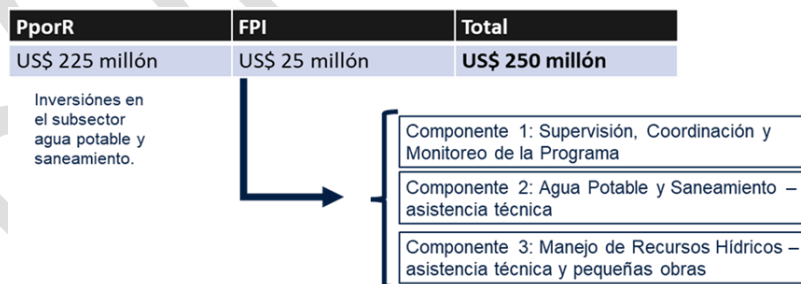 PporR FPI Total
US$ 225 millón US$ 25 millón US$ 250 millón
Inversiónes en
el subsector
agua potable y
saneamiento.
Componente 1: Supervisión, Coordinación y
Monitoreo de la Programa
Componente 2: Agua Potable y Saneamiento –
asistencia técnica
Componente 3: Manejo de Recursos Hídricos –
asistencia técnica y pequeñas obras